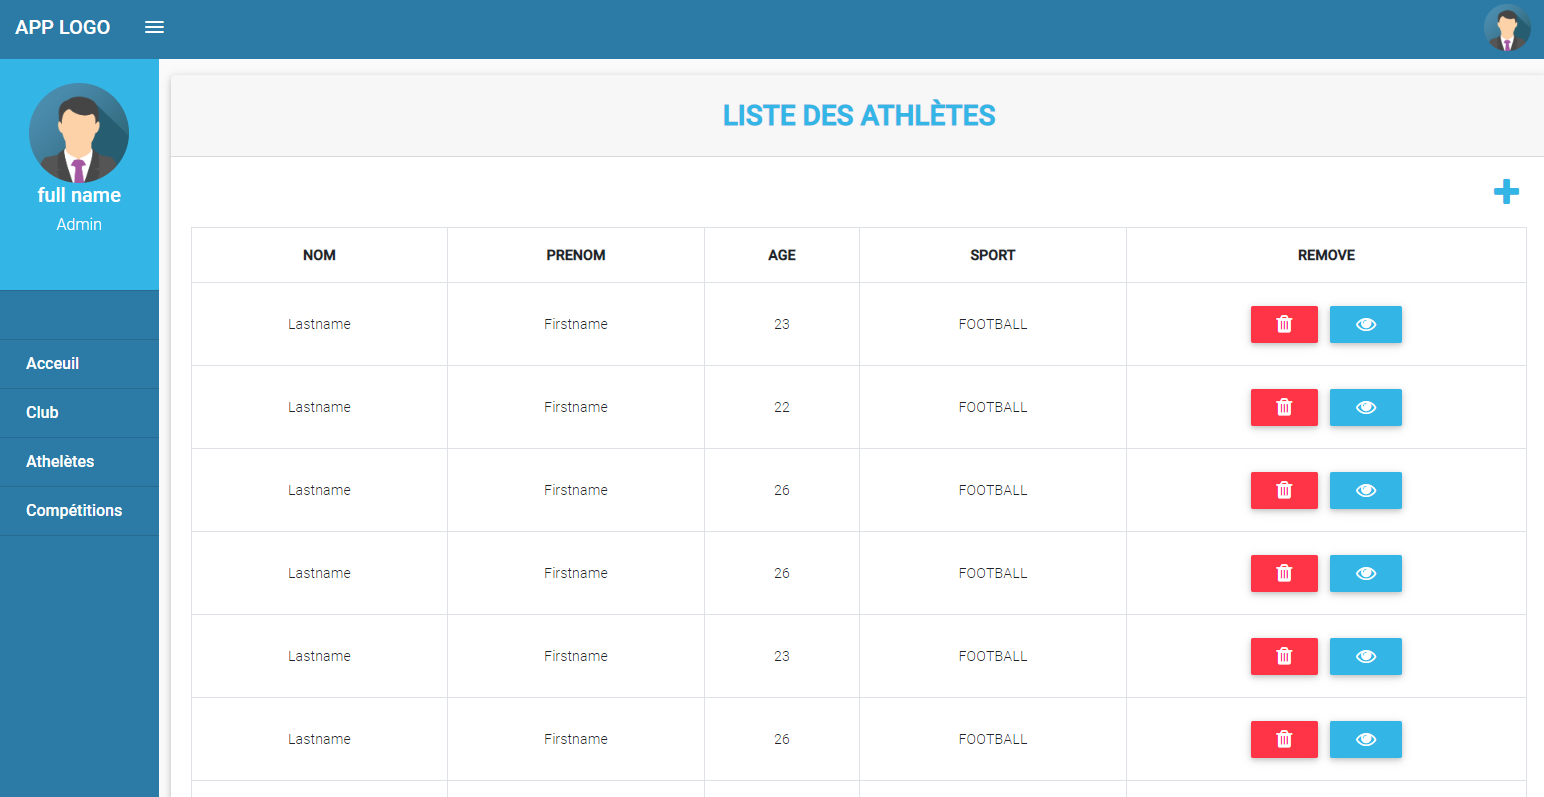 APP LOGO
full name
Admin
Acceuil
Club
Athelètes
Compétitions
LISTE DES ATHLÈTES
NOM PRENOM AGE SPORT REMOVE
Lastname Firstname 23 FOOTBALL
Lastname Firstname 22 FOOTBALL
Lastname Firstname 26 FOOTBALL
Lastname Firstname 26 FOOTBALL
Lastname Firstname 23 FOOTBALL
Lastname Firstname 26 FOOTBALL